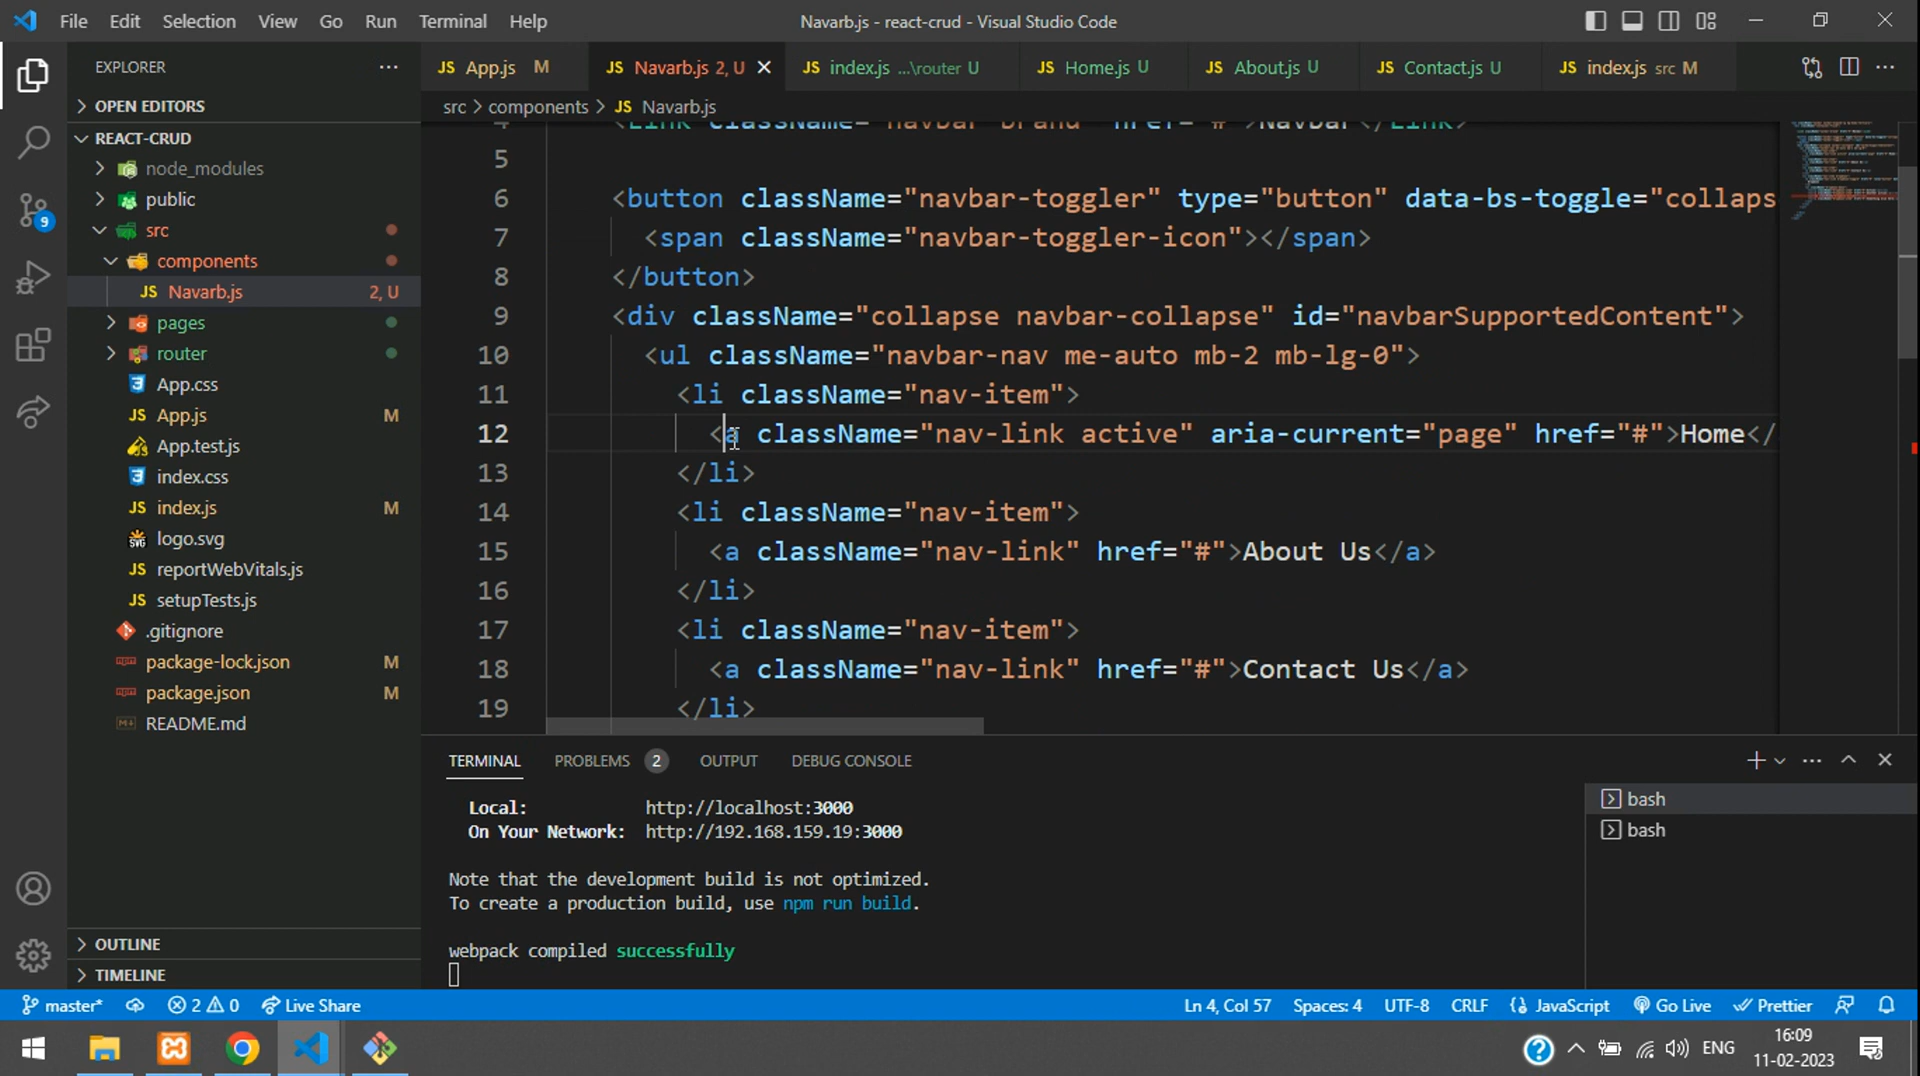 File Edit Selection View Go Run Terminal Help Navarb.js - react-crud - Visual Studio Code
EXPLORER
OPEN EDITORS
REACT-CRUD
node_modules
public
src
components
JS Navarb.js 2, U
pages
router
App.css
JS App.js M
App.test.js
index.css
JS index.js M
logo.svg
JS reportWebVitals.js
JS setupTests.js
.gitignore
package-lock.json M
package.json M
README.md
OUTLINE
TIMELINE
9
JS App.js M JS Navarb.js 2, U JS index.js ...\router U JS Home.js U JS About.js U JS Contact.js U JS index.js src M
src > components > JS Navarb.js
4 <Link className="navbar-brand" href="#">Navbar</Link>
5
6 <button className="navbar-toggler" type="button" data-bs-toggle="collaps
7 <span className="navbar-toggler-icon"></span>
8 </button>
9 <div className="collapse navbar-collapse" id="navbarSupportedContent">
10 <ul className="navbar-nav me-auto mb-2 mb-lg-0">
11 <li className="nav-item">
12 <a className="nav-link active" aria-current="page" href="#">Home</
13 </li>
14 <li className="nav-item">
15 <a className="nav-link" href="#">About Us</a>
16 </li>
17 <li className="nav-item">
18 <a className="nav-link" href="#">Contact Us</a>
19 </li>
TERMINAL PROBLEMS 2 OUTPUT DEBUG CONSOLE
Local: http://localhost:3000
On Your Network: http://192.168.159.19:3000
Note that the development build is not optimized.
To create a production build, use npm run build.
webpack compiled successfully
bash
bash
master* 2 0 Live Share Ln 4, Col 57 Spaces: 4 UTF-8 CRLF JavaScript Go Live Prettier
ENG
16:09
11-02-2023